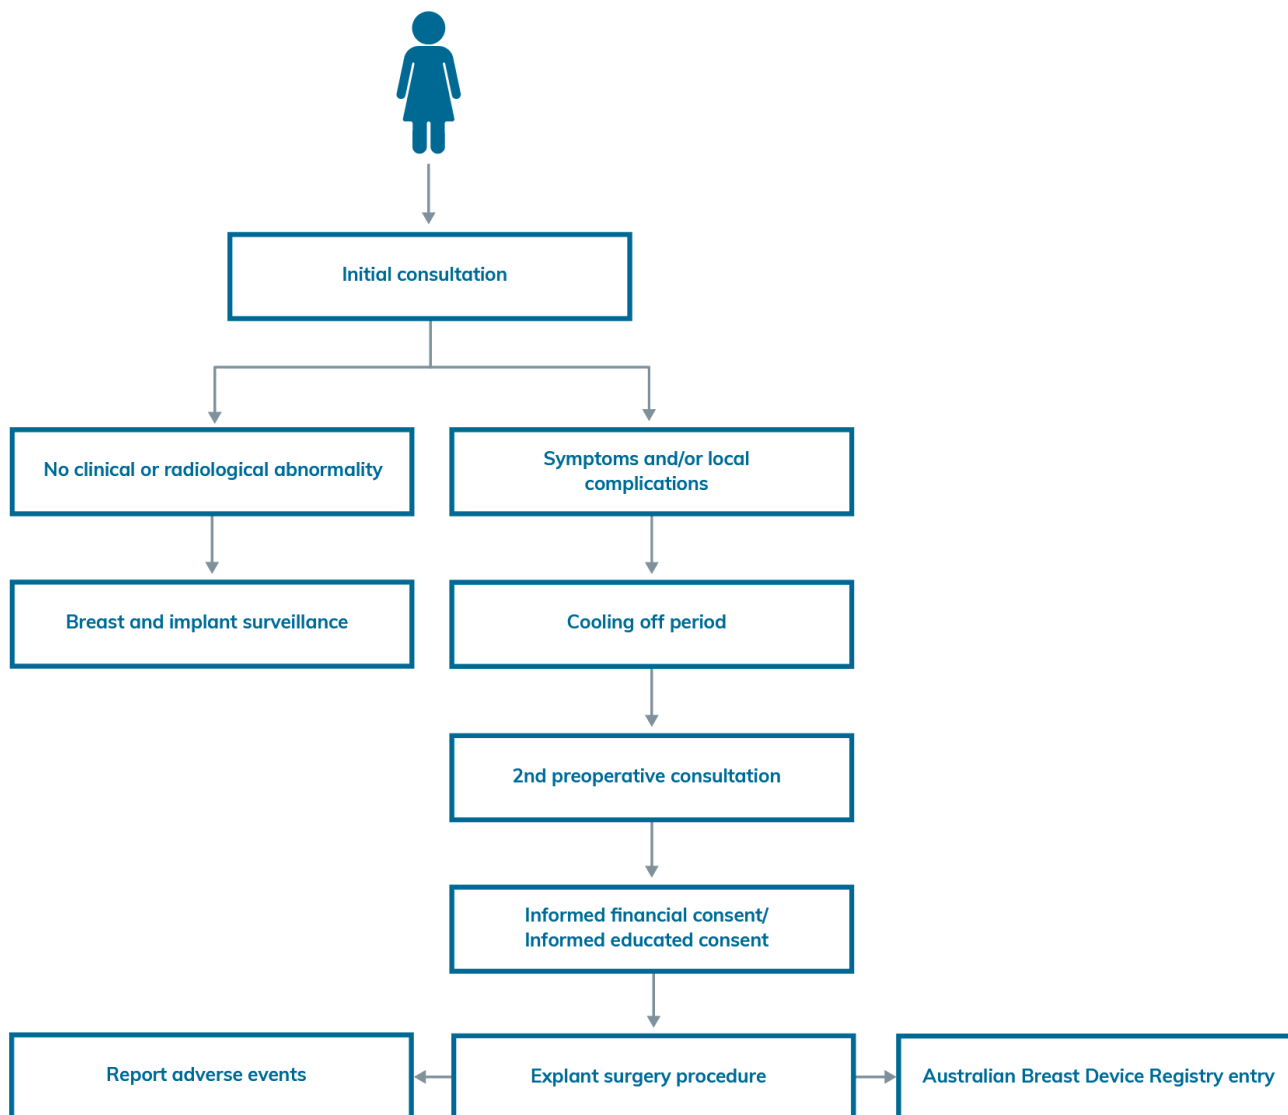 Initial consultation
No clinical or radiological abnormality
Symptoms and/or local
complications
Breast and implant surveillance
Cooling off period
2nd preoperative consultation
Informed financial consent/
Informed educated consent
Report adverse events
Explant surgery procedure
Australian Breast Device Registry entry